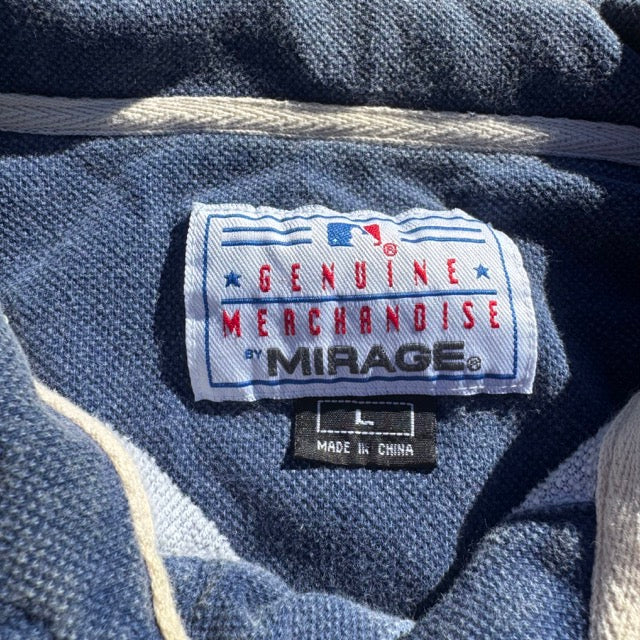 GENUINE
MERCHANDISE
BY MIRAGE®
L
MADE IN CHINA